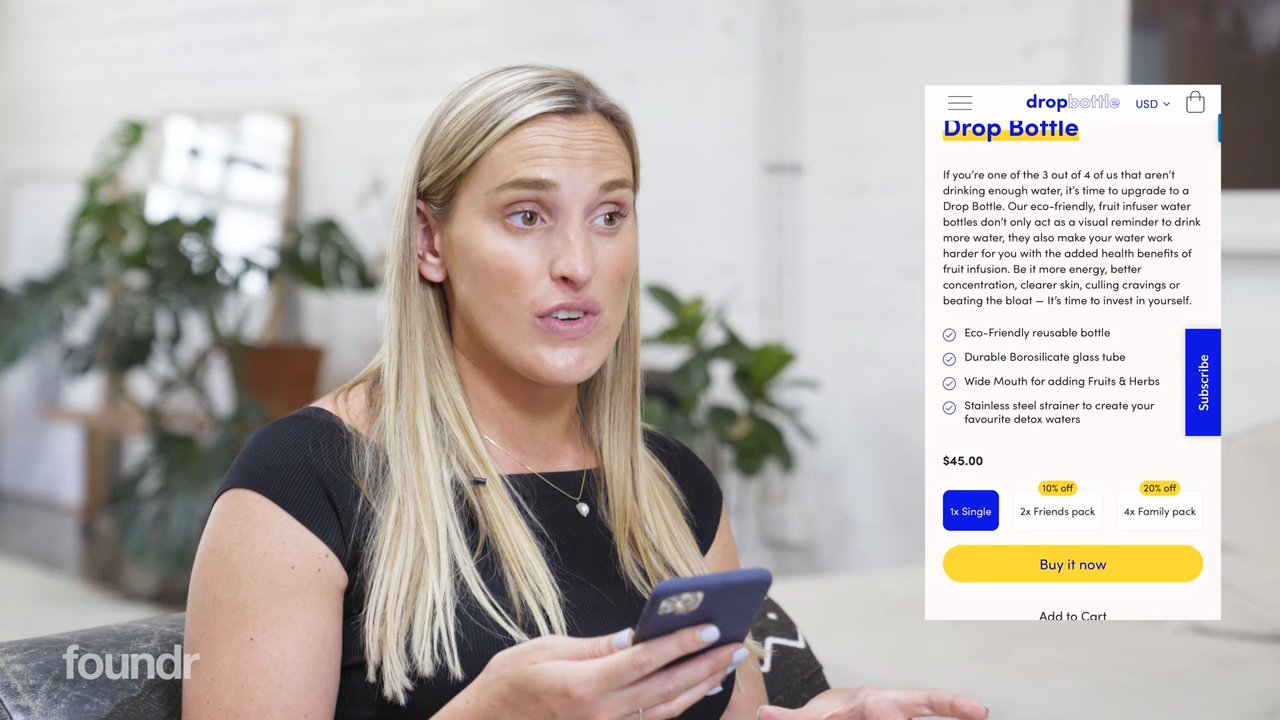 dropbottle
USD
Drop Bottle
If you're one of the 3 out of 4 of us that aren't
drinking enough water, it's time to upgrade to a
Drop Bottle. Our eco-friendly, fruit infuser water
bottles don't only act as a visual reminder to drink
more water, they also make your water work
harder for you with the added health benefits of
fruit infusion. Be it more energy, better
concentration, clearer skin, culling cravings or
beating the bloat — It's time to invest in yourself.
Eco-Friendly reusable bottle
Durable Borosilicate glass tube
Wide Mouth for adding Fruits & Herbs
Stainless steel strainer to create your
favourite detox waters
Subscribe
$45.00
10% off
20% off
1x Single
2x Friends pack
4x Family pack
Buy it now
Add to Cart
foundr